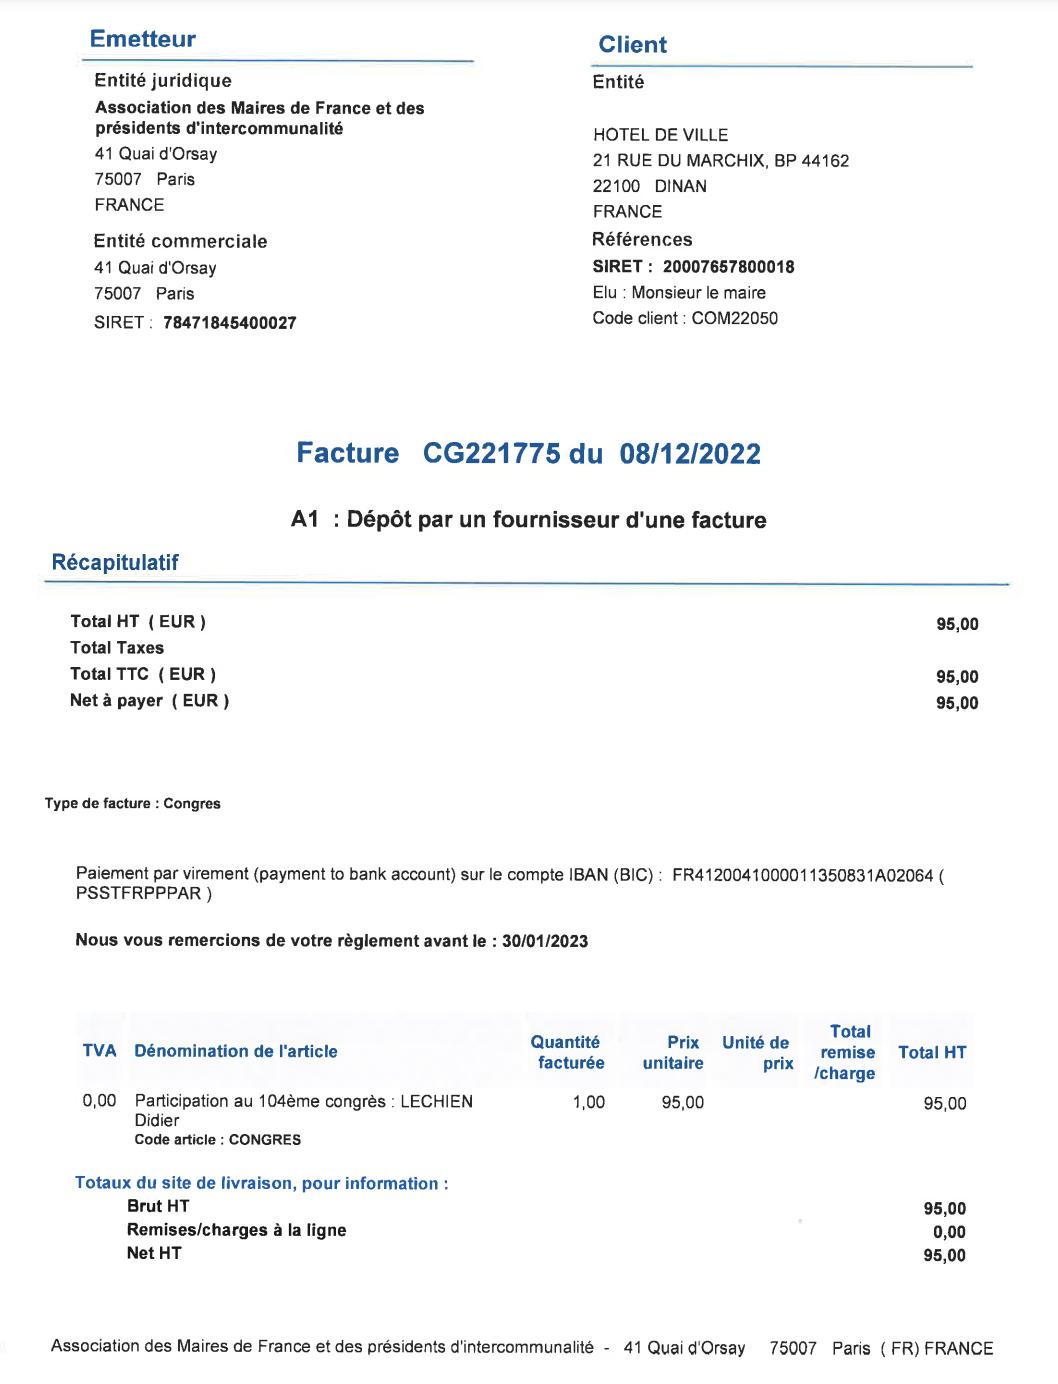 Emetteur
Entité juridique
Association des Maires de France et des
présidents d'intercommunalité
41 Quai d'Orsay
75007 Paris
FRANCE
Entité commerciale
41 Quai d'Orsay
75007 Paris
SIRET : 78471845400027
Client
Entité
HOTEL DE VILLE
21 RUE DU MARCHIX, BP 44162
22100 DINAN
FRANCE
Références
SIRET : 20007657800018
Elu : Monsieur le maire
Code client : COM22050
Facture CG221775 du 08/12/2022
A1 : Dépôt par un fournisseur d'une facture
Récapitulatif
Total HT ( EUR ) 95,00
Total Taxes
Total TTC ( EUR ) 95,00
Net à payer ( EUR ) 95,00
Type de facture : Congres
Paiement par virement (payment to bank account) sur le compte IBAN (BIC) : FR4120041000011350831A02064 (
PSSTFRPPPAR )
Nous vous remercions de votre règlement avant le : 30/01/2023
TVA Dénomination de l'article Quantité facturée Prix unitaire Unité de prix Total remise /charge Total HT
0,00 Participation au 104ème congrès : LECHIEN 1,00 95,00 95,00
Didier
Code article : CONGRES
Totaux du site de livraison, pour information :
Brut HT 95,00
Remises/charges à la ligne 0,00
Net HT 95,00
Association des Maires de France et des présidents d'intercommunalité - 41 Quai d'Orsay 75007 Paris ( FR) FRANCE